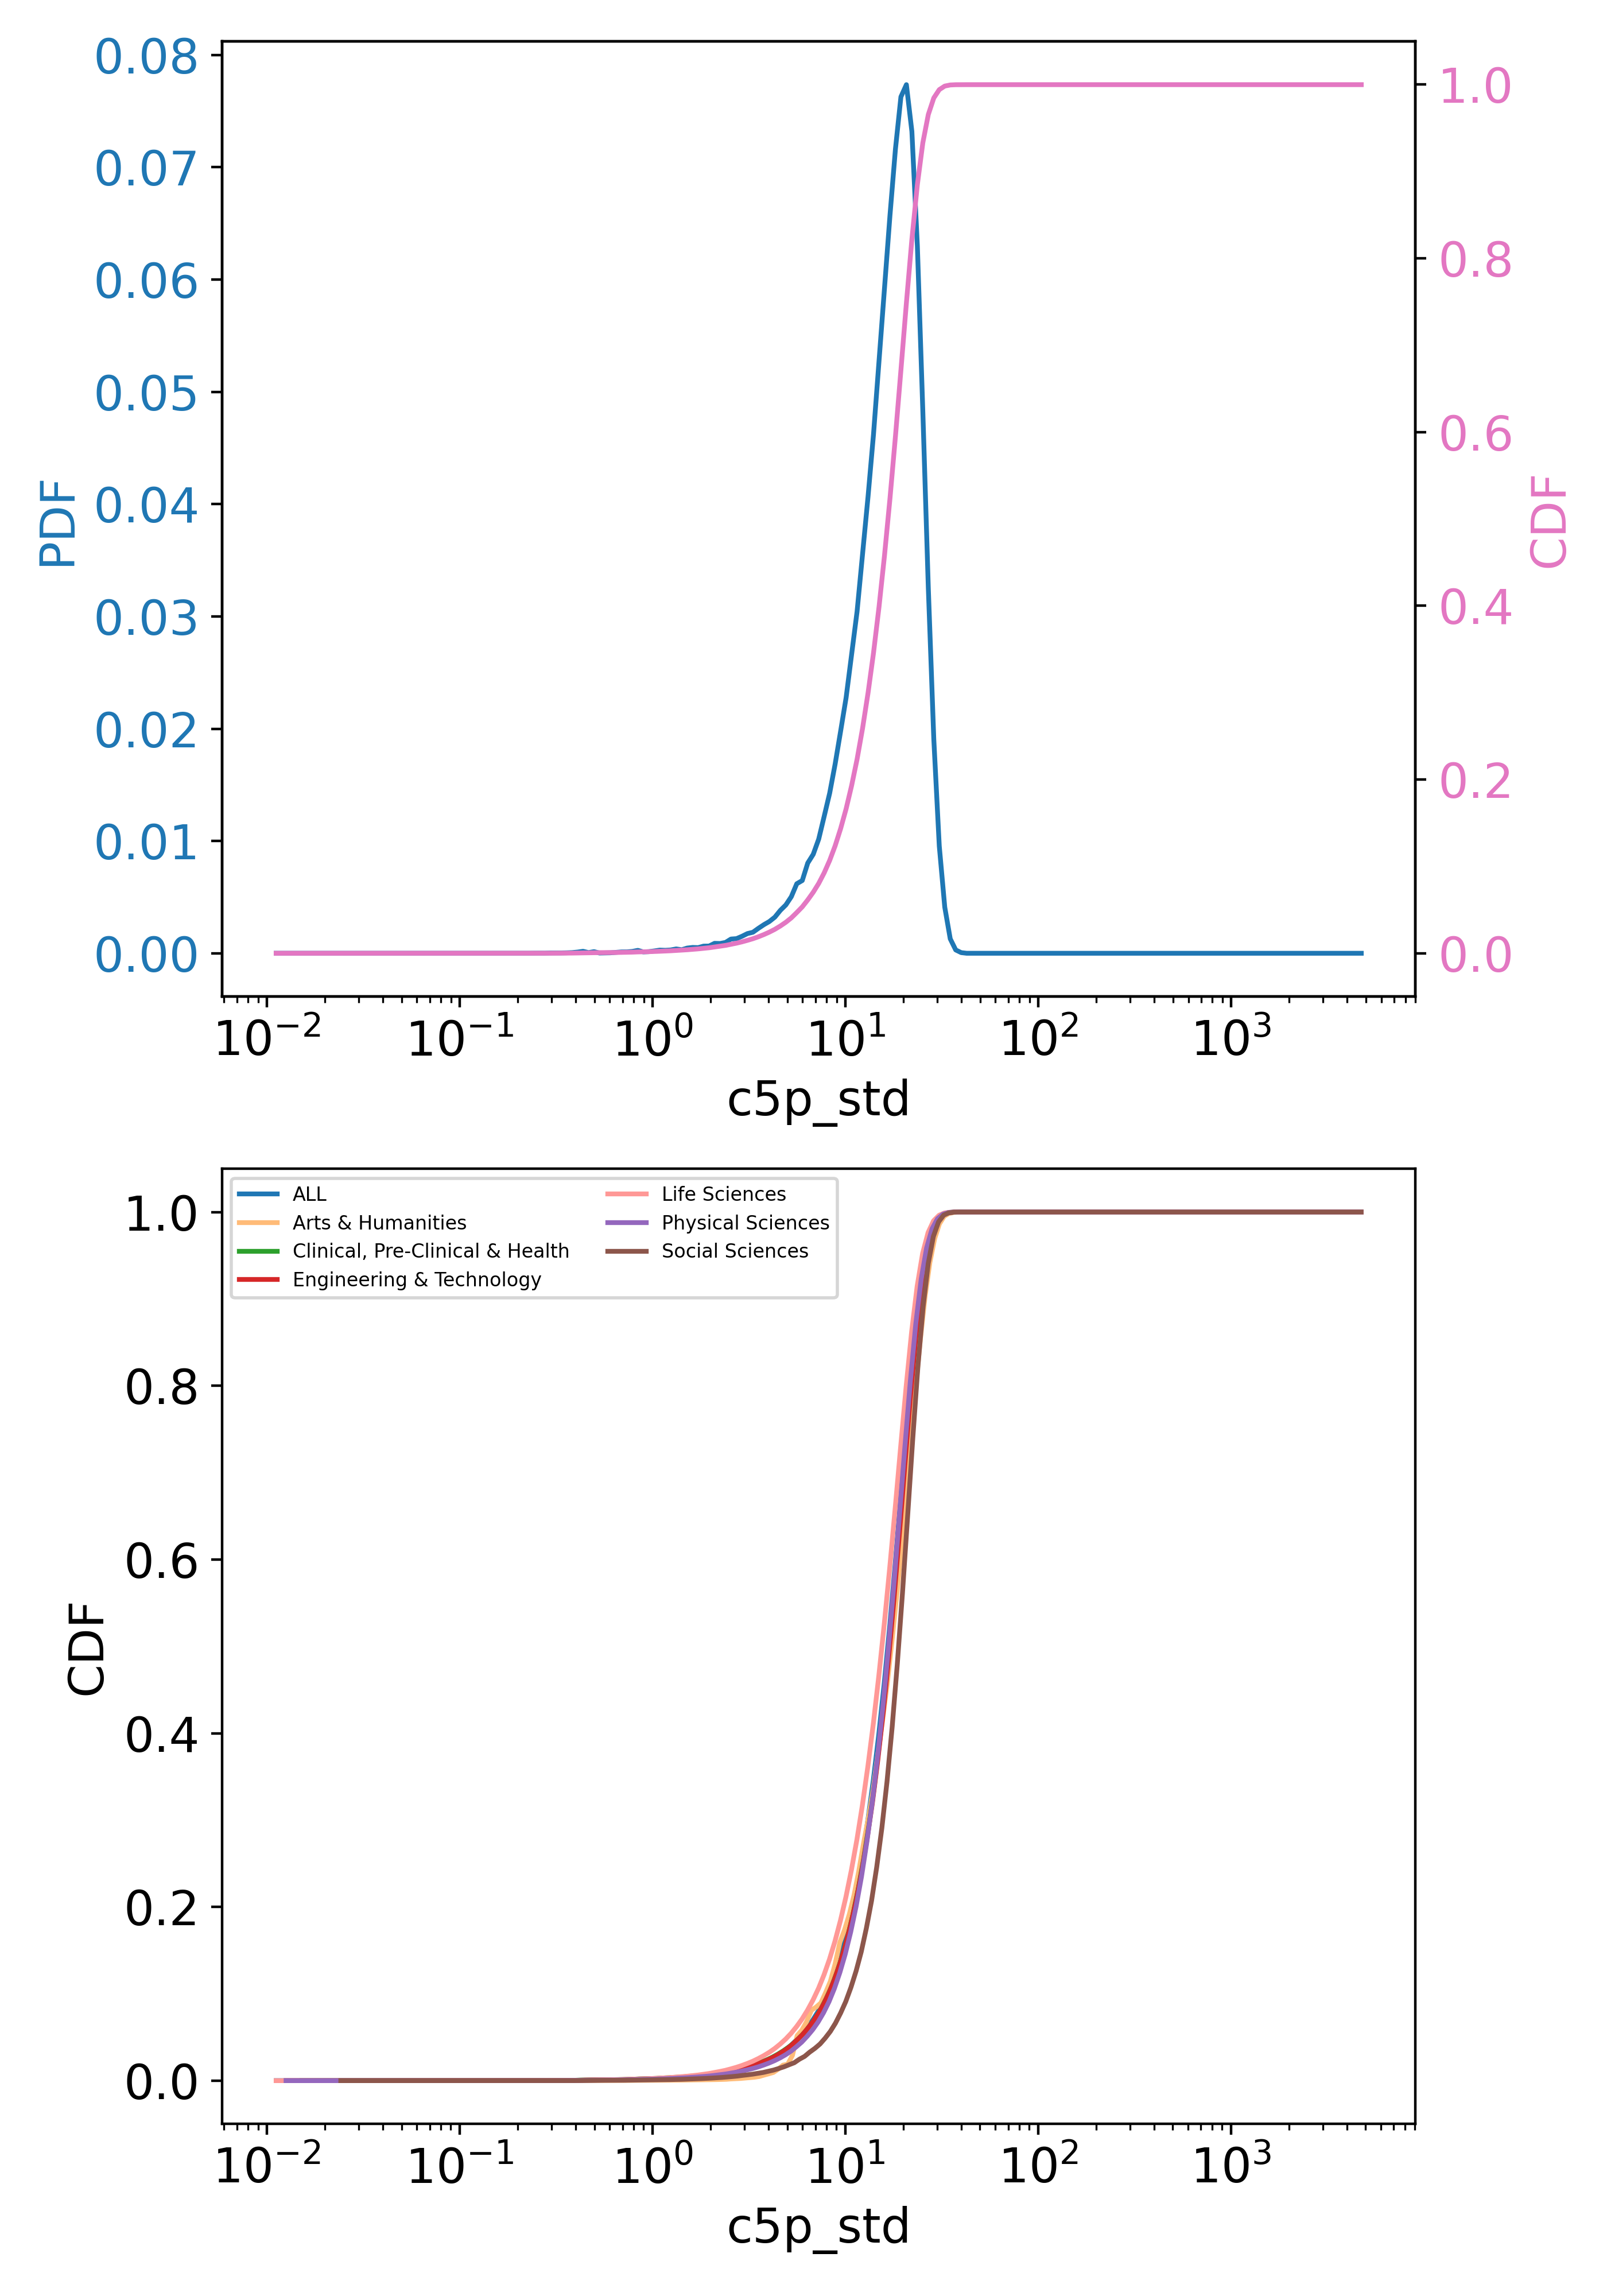 0.08
0.07
0.06
0.05
0.04
0.03
0.02
0.01
0.00
PDF
1.0
0.8
0.6
0.4
0.2
0.0
CDF
10⁻² 10⁻¹ 10⁰ 10¹ 10² 10³
c5p_std
ALL
Arts & Humanities
Clinical, Pre-Clinical & Health
Engineering & Technology
Life Sciences
Physical Sciences
Social Sciences
1.0
0.8
0.6
0.4
0.2
0.0
CDF
10⁻² 10⁻¹ 10⁰ 10¹ 10² 10³
c5p_std